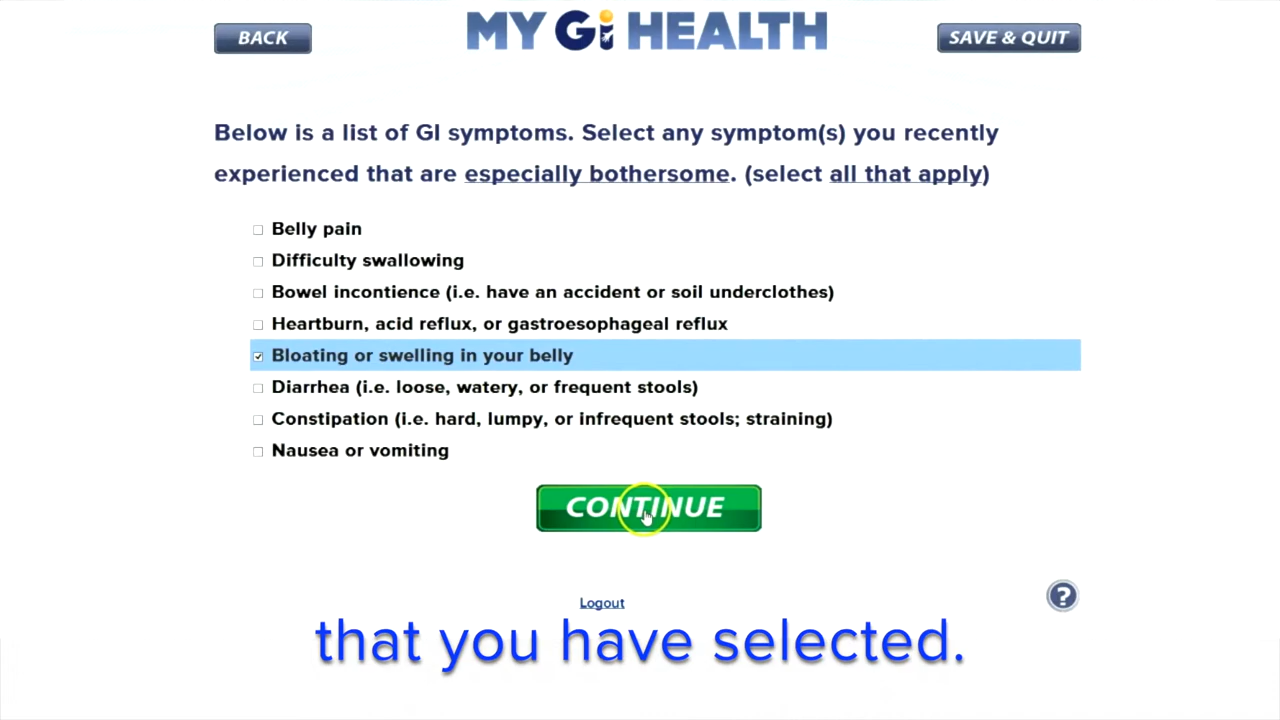 BACK
MY Gi HEALTH
SAVE & QUIT
Below is a list of GI symptoms. Select any symptom(s) you recently
experienced that are especially bothersome. (select all that apply)
Belly pain
Difficulty swallowing
Bowel incontience (i.e. have an accident or soil underclothes)
Heartburn, acid reflux, or gastroesophageal reflux
Bloating or swelling in your belly
Diarrhea (i.e. loose, watery, or frequent stools)
Constipation (i.e. hard, lumpy, or infrequent stools; straining)
Nausea or vomiting
CONTINUE
?
Logout
that you have selected.